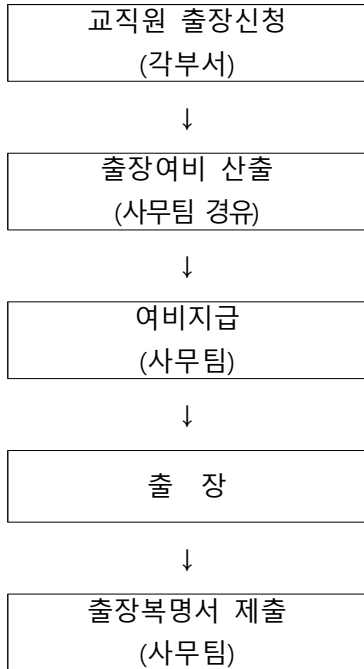 교직원 출장신청
(각부서)
↓
출장여비 산출
(사무팀 경유)
↓
여비지급
(사무팀)
↓
출 장
↓
출장복명서 제출
(사무팀)